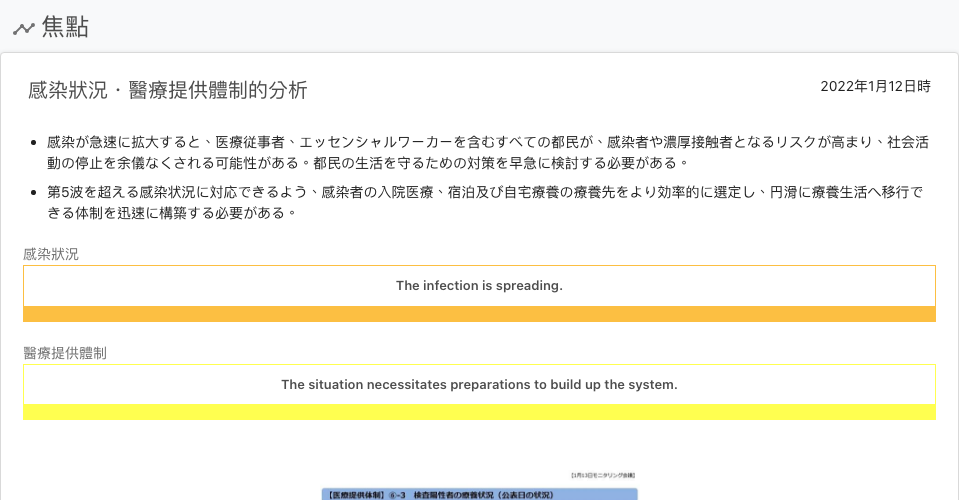 焦點
感染狀況・醫療提供體制的分析
2022年1月12日時
感染が急速に拡大すると、医療従事者、エッセンシャルワーカーを含むすべての都民が、感染者や濃厚接触者となるリスクが高まり、社会活
動の停止を余儀なくされる可能性がある。都民の生活を守るための対策を早急に検討する必要がある。
第5波を超える感染状況に対応できるよう、感染者の入院医療、宿泊及び自宅療養の療養先をより効率的に選定し、円滑に療養生活へ移行で
きる体制を迅速に構築する必要がある。
感染狀況
The infection is spreading.
醫療提供體制
The situation necessitates preparations to build up the system.
【1月13日モニタリング会議】
【医療提供体制】⑥-3 検査陽性者の療養状況（公表日の状況）